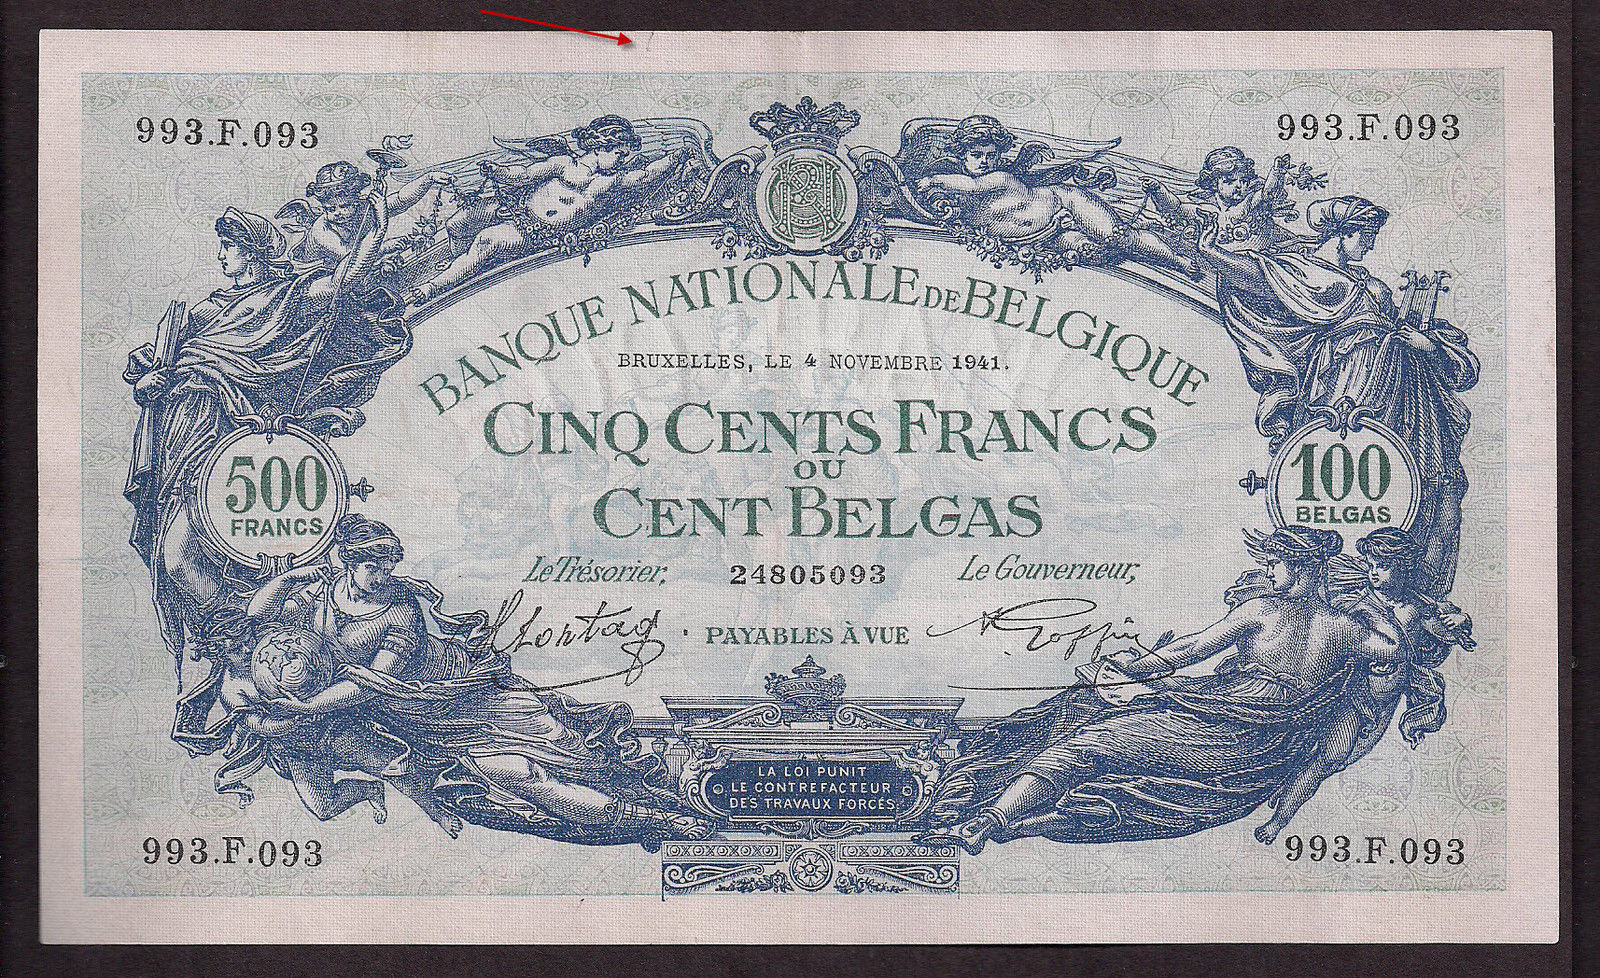 993.F.093
993.F.093
BANQUE NATIONALE DE BELGIQUE
BRUXELLES, LE 4 NOVEMBRE 1941.
CINQ CENTS FRANCS
OU
CENT BELGAS
500
FRANCS
100
BELGAS
Le Trésorier,
24805093
Le Gouverneur,
PAYABLES À VUE
LA LOI PUNIT
LE CONTREFACTEUR
DES TRAVAUX FORCÉS.
993.F.093
993.F.093